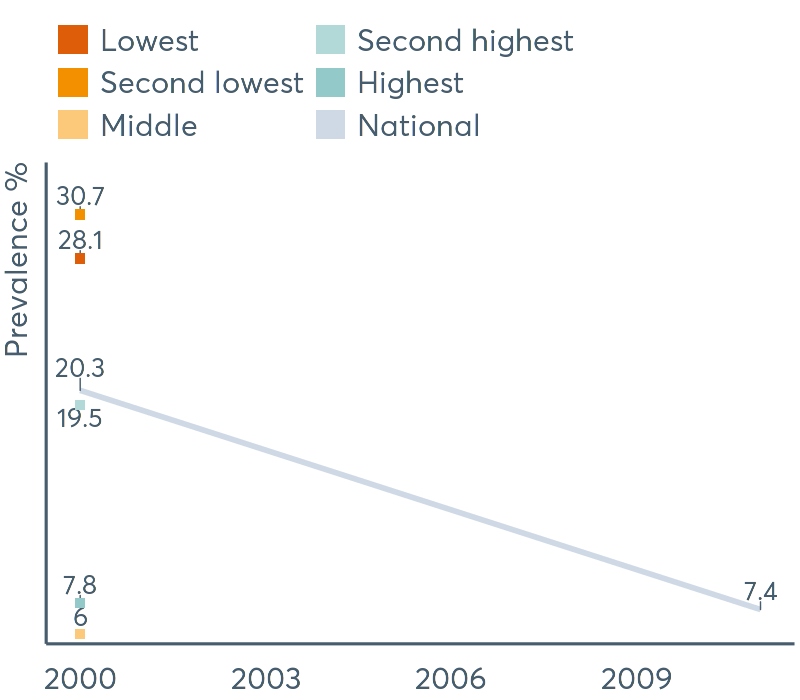 Lowest
Second highest
Second lowest
Highest
Middle
National
Prevalence %
30.7
28.1
20.3
19.5
7.8
6
7.4
2000
2003
2006
2009